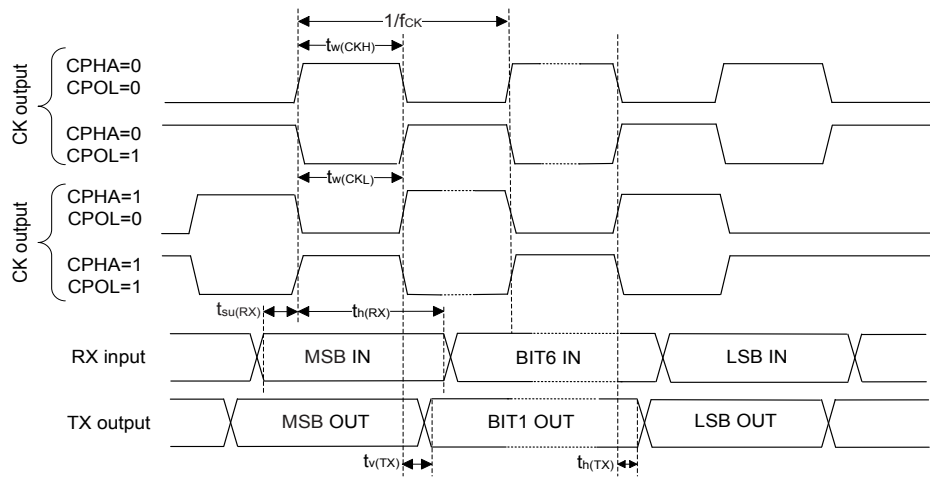 1/fCK
tw(CKH)
CK output
CPHA=0
CPOL=0
CPHA=0
CPOL=1
tw(CKL)
CK output
CPHA=1
CPOL=0
CPHA=1
CPOL=1
tsu(RX)
th(RX)
RX input
MSB IN
BIT6 IN
LSB IN
TX output
MSB OUT
BIT1 OUT
LSB OUT
tv(TX)
th(TX)